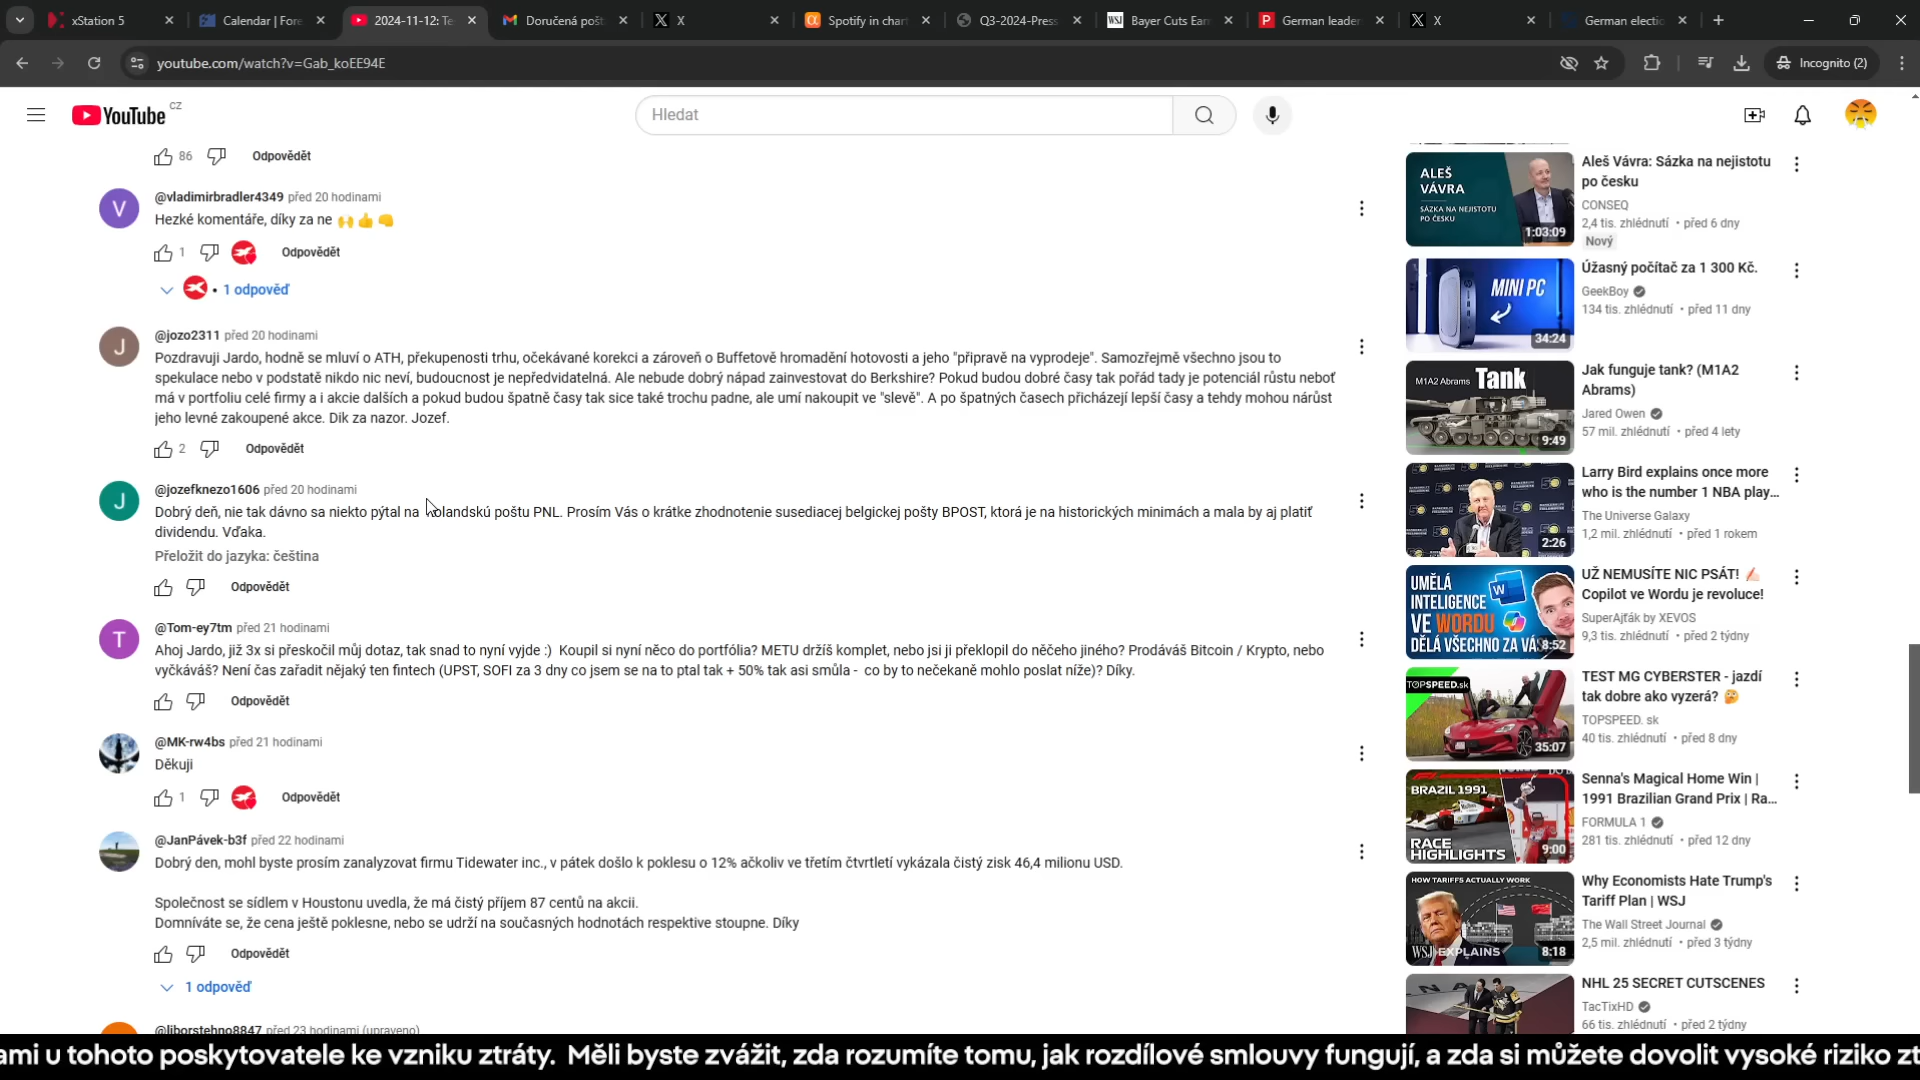 xStation 5
Calendar | Fore
2024-11-12: Te
Doručená pošt
X
Spotify in char
Q3-2024-Press
WSJ
Bayer Cuts Ear
German leader
X
German electio
youtube.com/watch?v=Gab_koEE94E
Incognito (2)
YouTube CZ
Hledat
86
Odpovědět
@vladimirbradler4349 před 20 hodinami
Hezké komentáře, díky za ne 🙌👍👊
1
Odpovědět
• 1 odpověď
@jozo2311 před 20 hodinami
Pozdravuji Jardo, hodně se mluví o ATH, překupenosti trhu, očekávané korekci a zároveň o Buffetově hromadění hotovosti a jeho "připravě na vyprodeje". Samozřejmě všechno jsou to
spekulace nebo v podstatě nikdo nic neví, budoucnost je nepředvidatelná. Ale nebude dobrý nápad zainvestovat do Berkshire? Pokud budou dobré časy tak pořád tady je potenciál růstu neboť
má v portfoliu celé firmy a i akcie dalších a pokud budou špatně časy tak sice také trochu padne, ale umí nakoupit ve "slevě". A po špatných časech přicházejí lepší časy a tehdy mohou nárůst
jeho levné zakoupené akce. Dik za nazor. Jozef.
2
Odpovědět
@jozefknezo1606 před 20 hodinami
Dobrý deň, nie tak dávno sa niekto pýtal na olandskú poštu PNL. Prosím Vás o krátke zhodnotenie susediacej belgickej pošty BPOST, ktorá je na historických minimách a mala by aj platiť
dividendu. Vďaka.
Přeložit do jazyka: čeština
Odpovědět
@Tom-ey7tm před 21 hodinami
Ahoj Jardo, již 3x si přeskočil můj dotaz, tak snad to nyní vyjde :) Koupil si nyní něco do portfólia? METU držíš komplet, nebo jsi ji překlopil do něčeho jiného? Prodáváš Bitcoin / Krypto, nebo
vyčkáváš? Není čas zařadit nějaký ten fintech (UPST, SOFI za 3 dny co jsem se na to ptal tak + 50% tak asi smůla - co by to nečekané mohlo poslat níže)? Díky.
Odpovědět
@MK-rw4bs před 21 hodinami
Děkuji
1
Odpovědět
@JanPávek-b3f před 22 hodinami
Dobrý den, mohl byste prosím zanalyzovat firmu Tidewater inc., v pátek došlo k poklesu o 12% ačkoliv ve třetím čtvrtletí vykázala čistý zisk 46,4 milionu USD.
Společnost se sídlem v Houstonu uvedla, že má čistý příjem 87 centů na akcii.
Domníváte se, že cena ještě poklesne, nebo se udrží na současných hodnotách respektive stoupne. Díky
Odpovědět
1 odpověď
@liborstehno8847 před 23 hodinami (upraveno)
ALEŠ
VÁVRA
SÁZKA NA NEJISTOTU
PO ČESKU
1:03:09
Aleš Vávra: Sázka na nejistotu
po česku
CONSEQ
2,4 tis. zhlédnutí • před 6 dny
Nový
MINI PC
34:24
Úžasný počítač za 1 300 Kč.
GeekBoy
134 tis. zhlédnutí • před 11 dny
M1A2 Abrams Tank
9:49
Jak funguje tank? (M1A2
Abrams)
Jared Owen
57 mil. zhlédnutí • před 4 lety
2:26
Larry Bird explains once more
who is the number 1 NBA play...
The Universe Galaxy
1,2 mil. zhlédnutí • před 1 rokem
UMĚLÁ
INTELIGENCE
VE WORDU
DĚLÁ VŠECHNO ZA VÁS
8:52
UŽ NEMUSÍTE NIC PSÁT! ✍🏻
Copilot ve Wordu je revoluce!
SuperAjťák by XEVOS
9,3 tis. zhlédnutí • před 2 týdny
TOPSPEED.sk
35:07
TEST MG CYBERSTER - jazdí
tak dobre ako vyzerá? 🤔
TOPSPEED. sk
40 tis. zhlédnutí • před 8 dny
BRAZIL 1991
RACE
HIGHLIGHTS
9:00
Senna's Magical Home Win |
1991 Brazilian Grand Prix | Ra...
FORMULA 1
281 tis. zhlédnutí • před 12 dny
HOW TARIFFS ACTUALLY WORK
WSJ EXPLAINS
8:18
Why Economists Hate Trump's
Tariff Plan | WSJ
The Wall Street Journal
2,5 mil. zhlédnutí • před 3 týdny
NHL 25 SECRET CUTSCENES
TacTixHD
66 tis. zhlédnutí • před 2 týdny
ami u tohoto poskytovatele ke vzniku ztráty. Měli byste zvážit, zda rozumíte tomu, jak rozdílové smlouvy fungují, a zda si můžete dovolit vysoké riziko zt